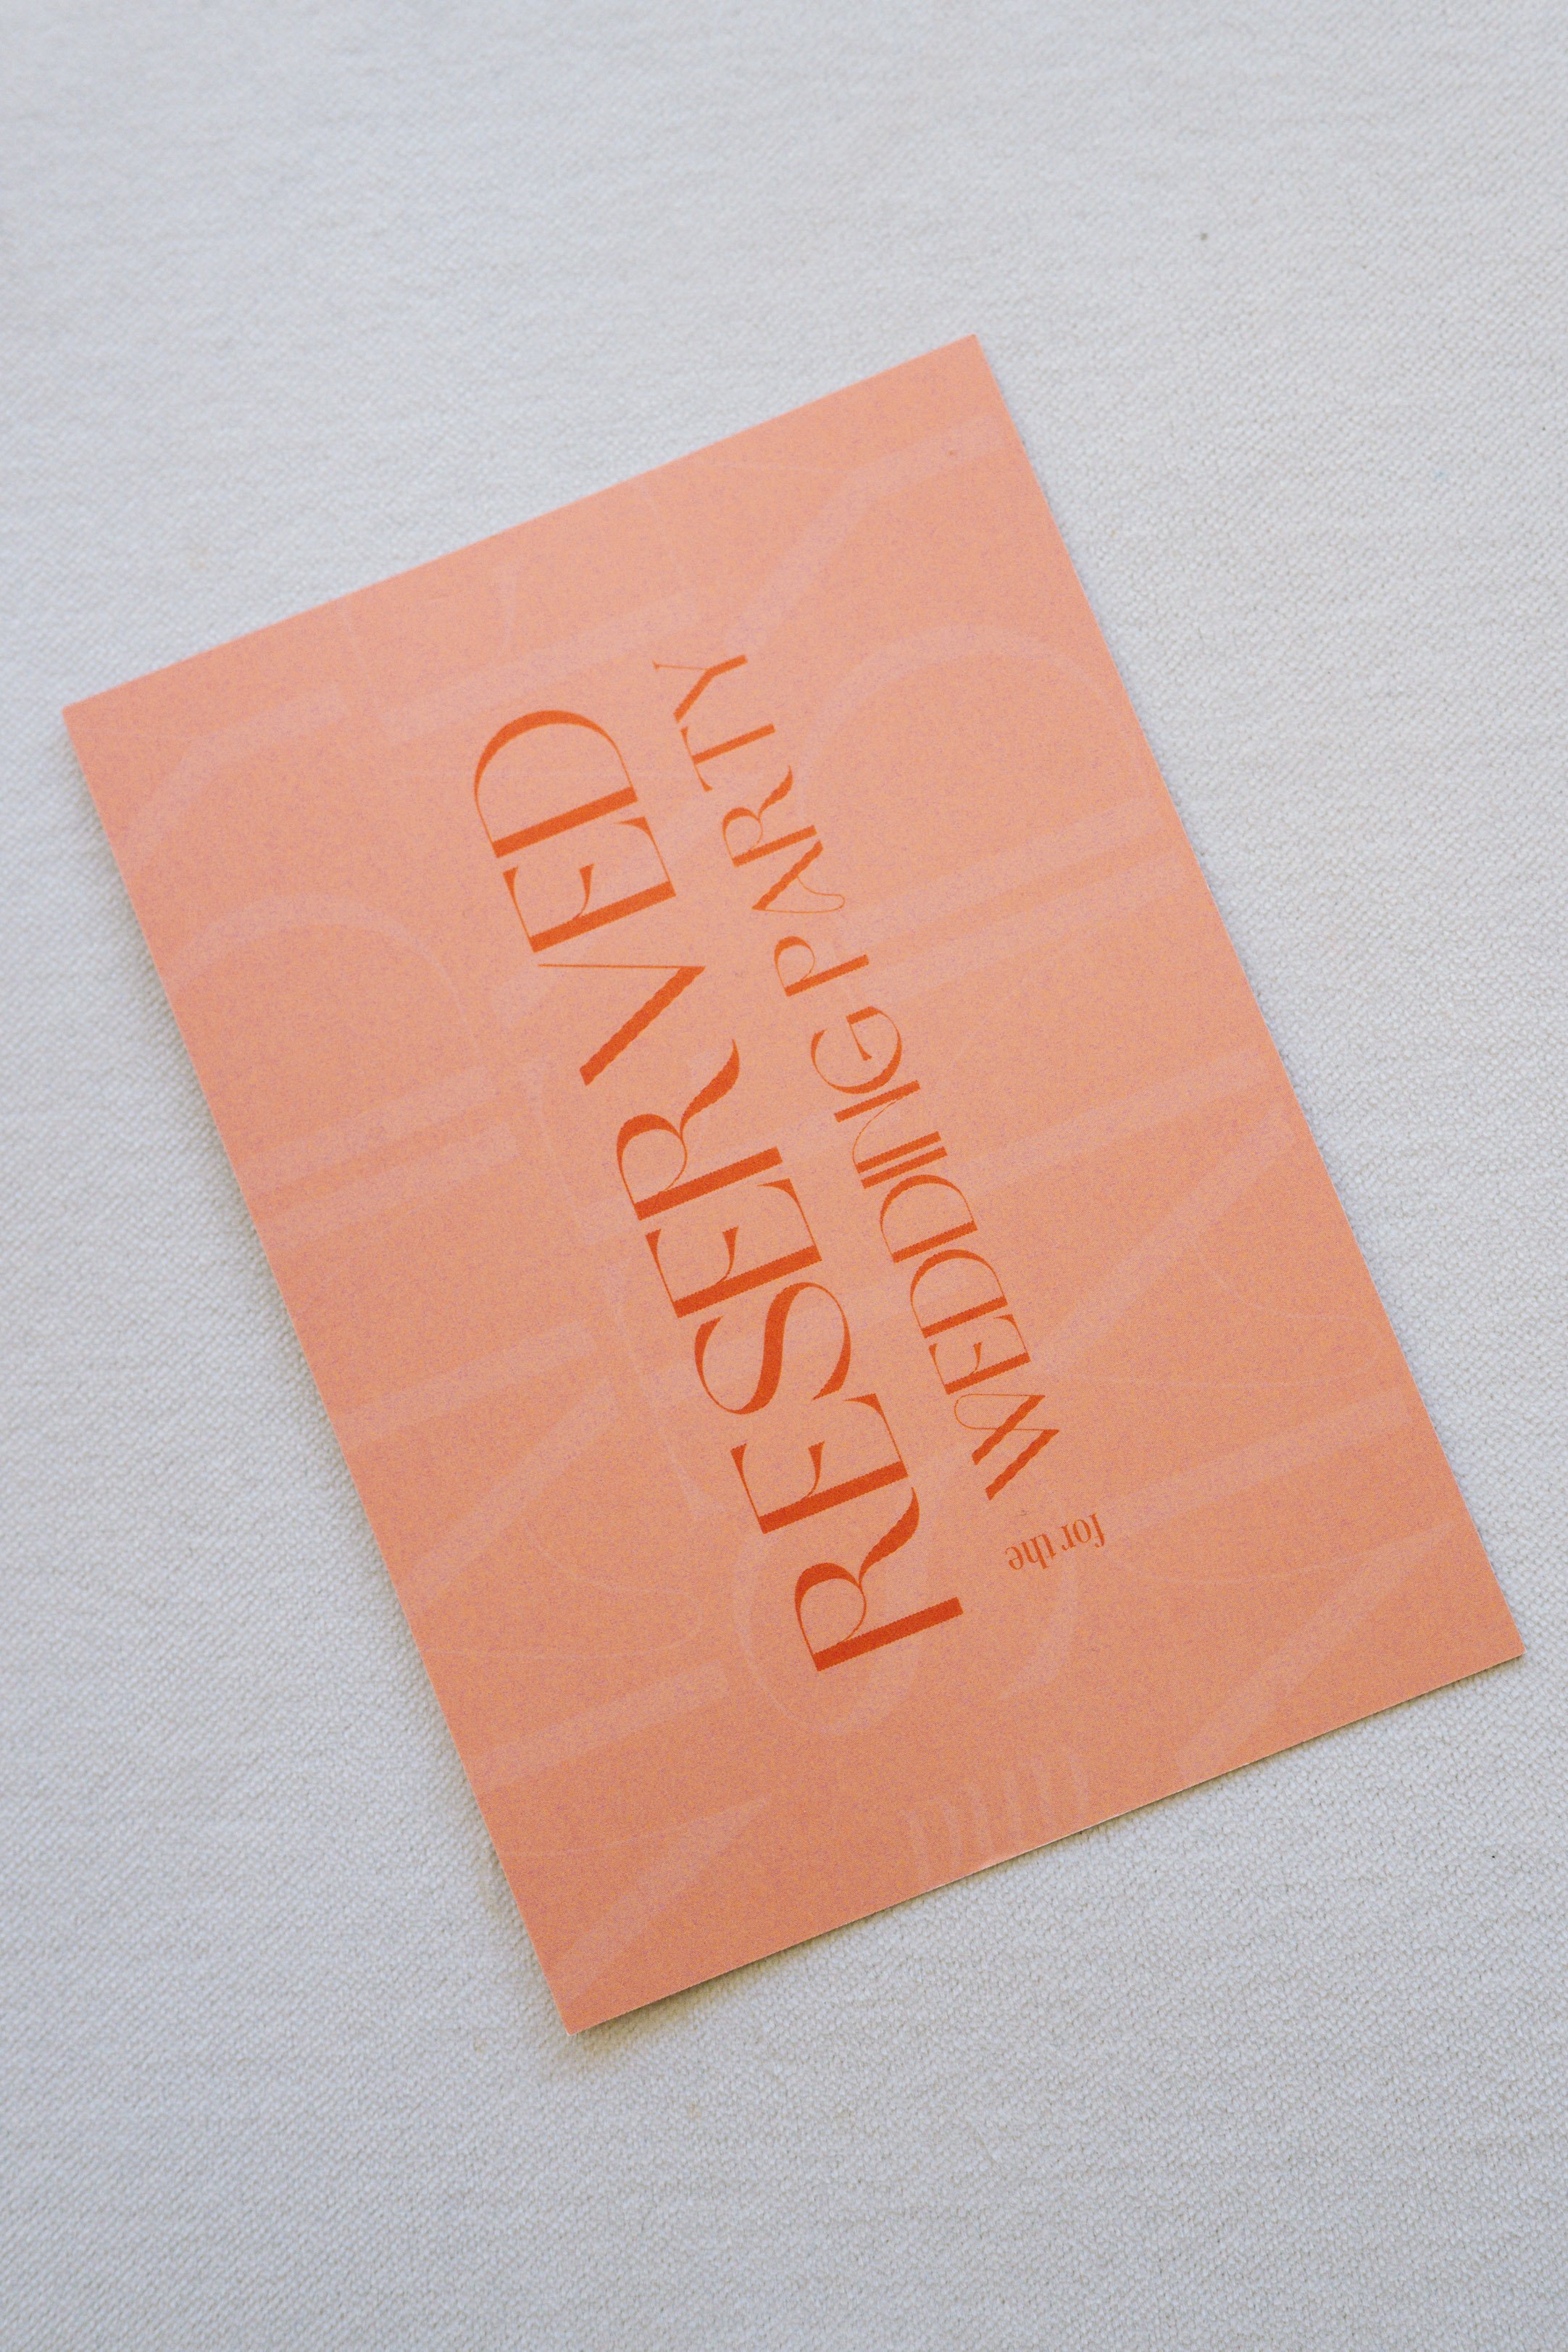 RESERVED
for the
WEDDING PARTY